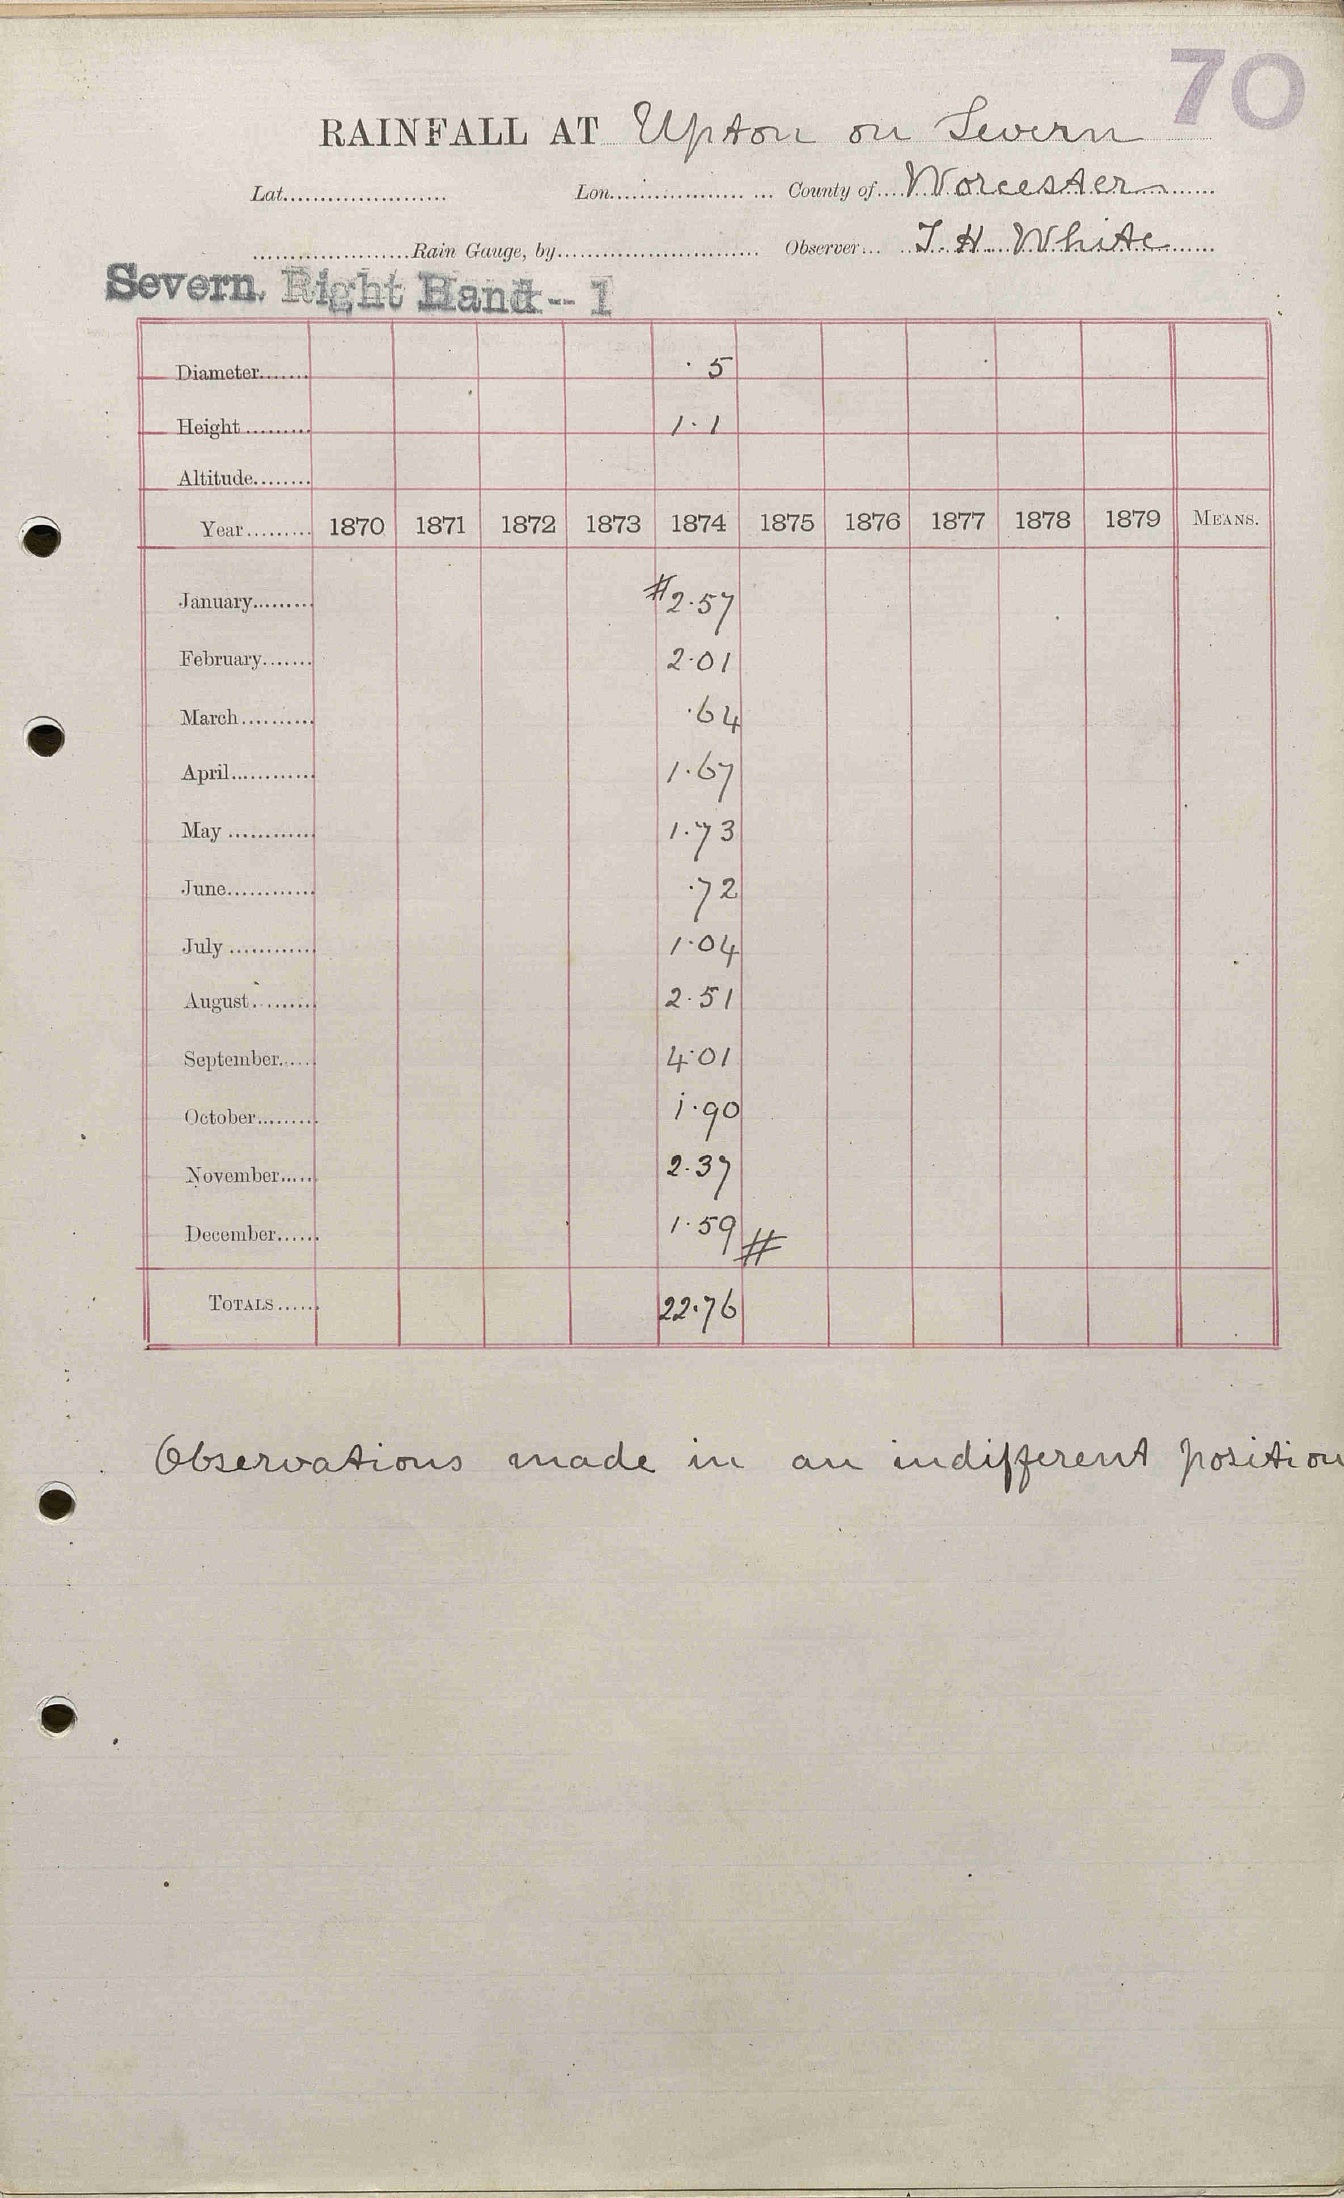 70
RAINFALL AT Upton on Severn
Lat. Lon. County of Worcester
Rain Gauge, by Observer T. H. White
Severn. Right Hand -- 1
Diameter 5
Height 1.1
Altitude
Year 1870 1871 1872 1873 1874 1875 1876 1877 1878 1879 MEANS.
January #2.57
February 2.01
March .64
April 1.67
May 1.73
June .72
July 1.04
August 2.51
September 4.01
October 1.90
November 2.37
December 1.59 #
TOTALS 22.76
Observations made in an indifferent position